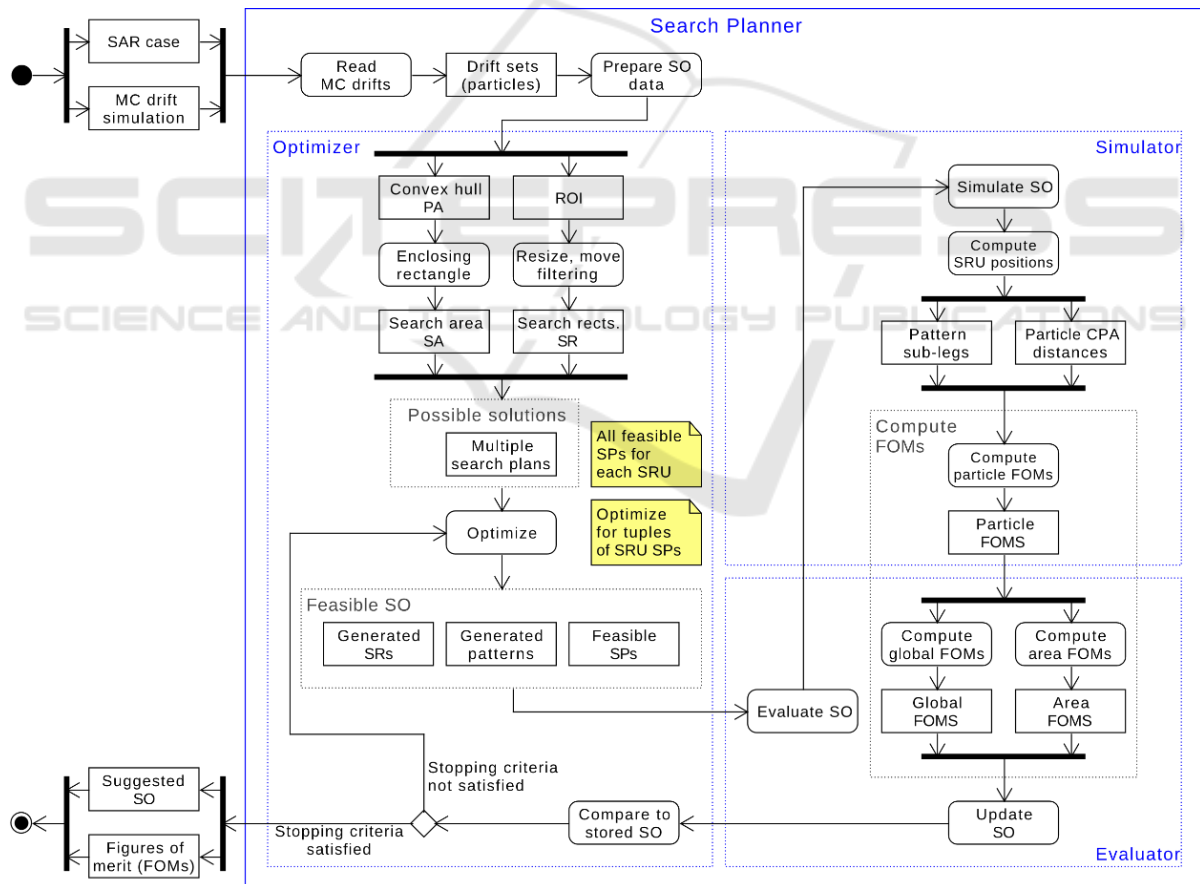 Search Planner
SAR case
MC drift
simulation
Read
MC drifts
Drift sets
(particles)
Prepare SO
data
Optimizer
Convex hull
PA
ROI
Enclosing
rectangle
Resize, move
filtering
Search area
SA
Search rects.
SR
Possible solutions
Multiple
search plans
All feasible
SPs for
each SRU
Optimize
Optimize
for tuples
of SRU SPs
Feasible SO
Generated
SRs
Generated
patterns
Feasible
SPs
Simulator
Simulate SO
Compute
SRU positions
Pattern
sub-legs
Particle CPA
distances
Compute
FOMs
Compute
particle FOMs
Particle
FOMS
Evaluate SO
Compute
global FOMs
Compute
area FOMs
Global
FOMS
Area
FOMS
Update
SO
Evaluator
Compare to
stored SO
Stopping criteria
not satisfied
Stopping criteria
satisfied
Suggested
SO
Figures of
merit (FOMs)
SCITEPRESS
SCIENCE AND TECHNOLOGY PUBLICATIONS